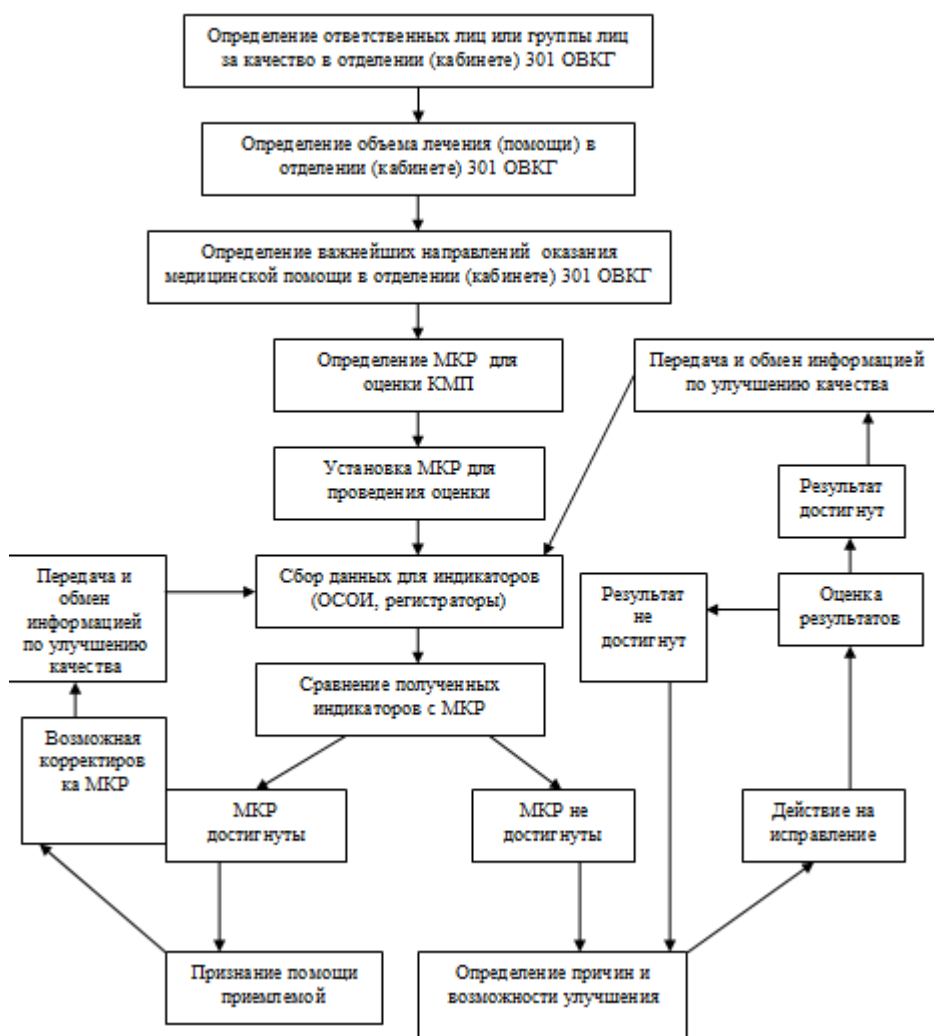 Определение ответственных лиц или группы лиц
за качество в отделении (кабинете) 301 ОВКГ
Определение объема лечения (помощи) в
отделении (кабинете) 301 ОВКГ
Определение важнейших направлений оказания
медицинской помощи в отделении (кабинете) 301 ОВКГ
Определение МКР для
оценки КМП
Передача и обмен информацией
по улучшению качества
Установка МКР для
проведения оценки
Результат
достигнут
Передача и
обмен
информацией
по улучшению
качества
Сбор данных для индикаторов
(ОСОИ, регистраторы)
Результат
не
достигнут
Оценка
результатов
Сравнение полученных
индикаторов с МКР
Возможная
корректиров
ка МКР
МКР
достигнуты
МКР не
достигнуты
Действие на
исправление
Признание помощи
приемлемой
Определение причин и
возможности улучшения